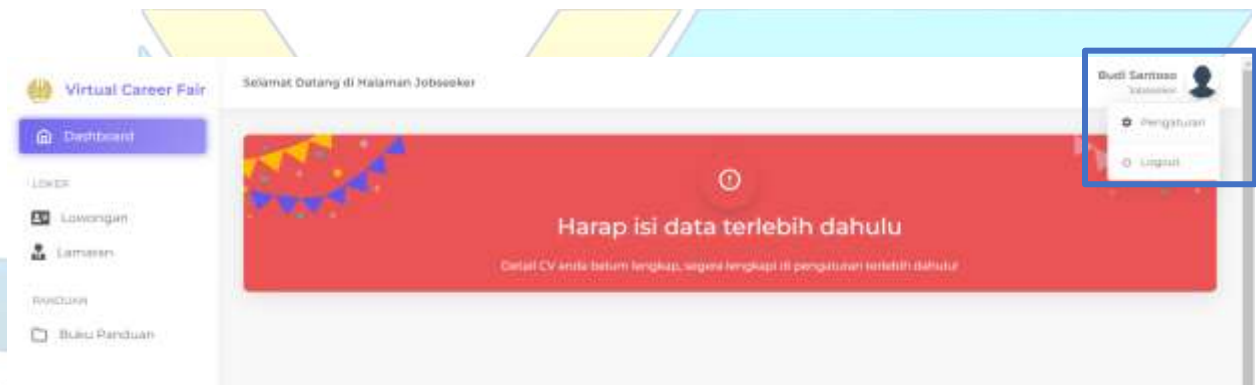 Virtual Career Fair
Selamat Datang di Halaman Jobseeker
Budi Santoso
Jobseeker
Pengaturan
Logout
Dashboard
LOKER
Lowongan
Lamaran
PANDUAN
Buku Panduan
Harap isi data terlebih dahulu
Detail CV anda belum lengkap, segera lengkapi di pengaturan terlebih dahulu!